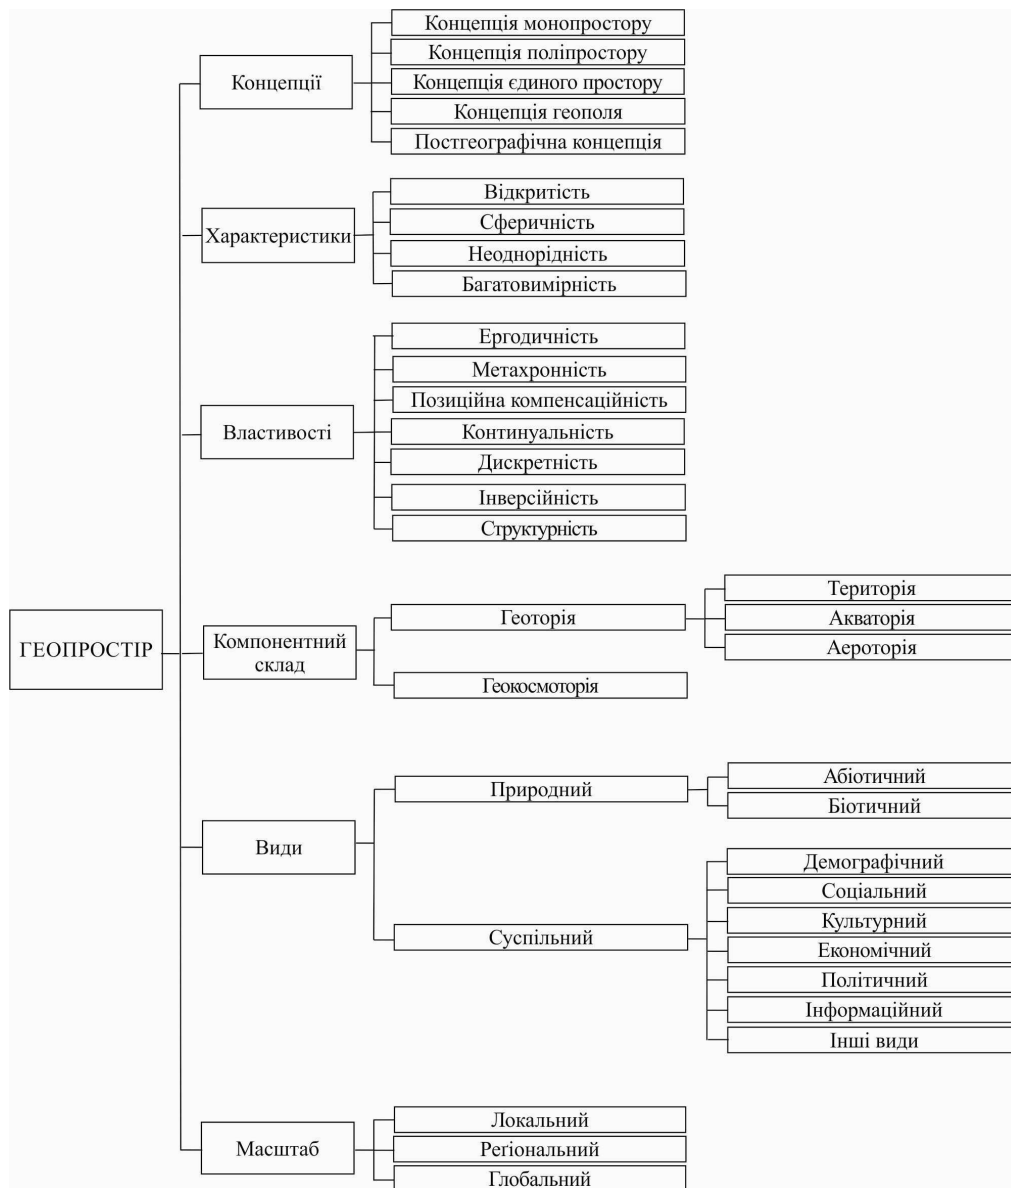 ГЕОПРОСТІР
Концепції
Концепція монопростору
Концепція поліпростору
Концепція єдиного простору
Концепція геополя
Постгеографічна концепція
Характеристики
Відкритість
Сферичність
Неоднорідність
Багатовимірність
Властивості
Ергодичність
Метахронність
Позиційна компенсаційність
Континуальність
Дискретність
Інверсійність
Структурність
Компонентний
склад
Геоторія
Територія
Акваторія
Аероторія
Геокосмоторія
Види
Природний
Абіотичний
Біотичний
Суспільний
Демографічний
Соціальний
Культурний
Економічний
Політичний
Інформаційний
Інші види
Масштаб
Локальний
Реґіональний
Глобальний